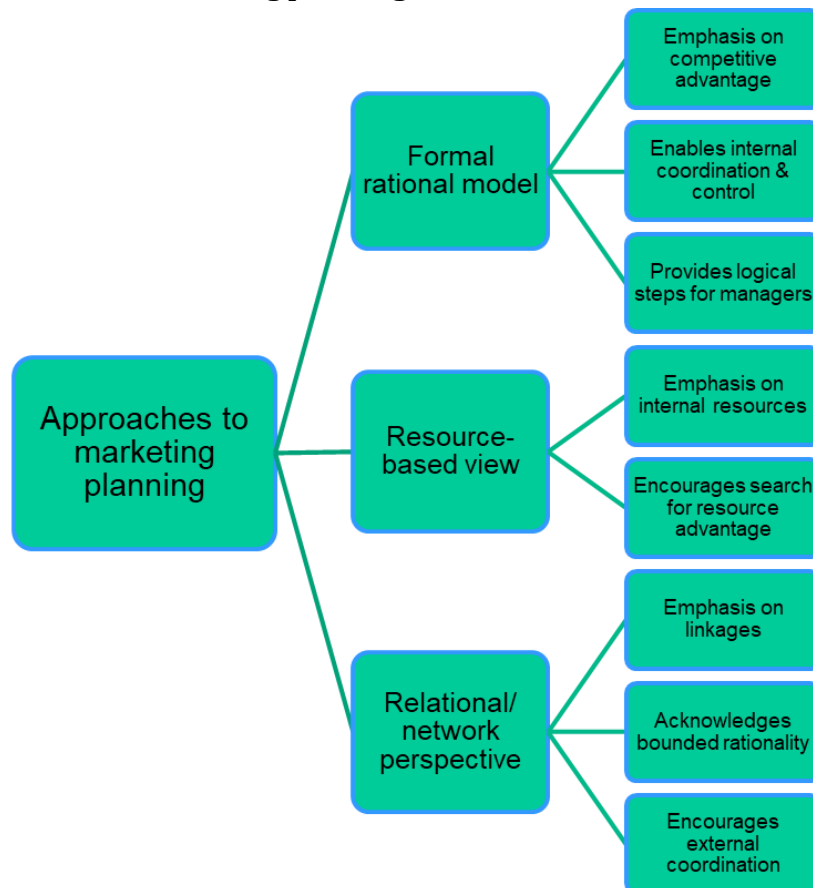 Approaches to
marketing
planning
Formal
rational model
Emphasis on
competitive
advantage
Enables internal
coordination &
control
Provides logical
steps for managers
Resource-
based view
Emphasis on
internal resources
Encourages search
for resource
advantage
Relational/
network
perspective
Emphasis on
linkages
Acknowledges
bounded rationality
Encourages
external
coordination